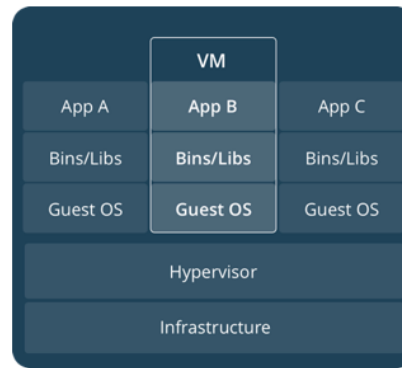 VM
App A App B App C
Bins/Libs Bins/Libs Bins/Libs
Guest OS Guest OS Guest OS
Hypervisor
Infrastructure